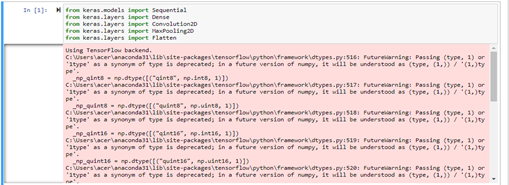 In [1]:
from keras.models import Sequential
from keras.layers import Dense
from keras.layers import Convolution2D
from keras.layers import MaxPooling2D
from keras.layers import Flatten
Using TensorFlow backend.
C:\Users\acer\anaconda31\lib\site-packages\tensorflow\python\framework\dtypes.py:516: FutureWarning: Passing (type, 1) or
'1type' as a synonym of type is deprecated; in a future version of numpy, it will be understood as (type, (1,)) / '(1,)ty
pe'.
_np_qint8 = np.dtype([("qint8", np.int8, 1)])
C:\Users\acer\anaconda31\lib\site-packages\tensorflow\python\framework\dtypes.py:517: FutureWarning: Passing (type, 1) or
'1type' as a synonym of type is deprecated; in a future version of numpy, it will be understood as (type, (1,)) / '(1,)ty
pe'.
_np_quint8 = np.dtype([("quint8", np.uint8, 1)])
C:\Users\acer\anaconda31\lib\site-packages\tensorflow\python\framework\dtypes.py:518: FutureWarning: Passing (type, 1) or
'1type' as a synonym of type is deprecated; in a future version of numpy, it will be understood as (type, (1,)) / '(1,)ty
pe'.
_np_qint16 = np.dtype([("qint16", np.int16, 1)])
C:\Users\acer\anaconda31\lib\site-packages\tensorflow\python\framework\dtypes.py:519: FutureWarning: Passing (type, 1) or
'1type' as a synonym of type is deprecated; in a future version of numpy, it will be understood as (type, (1,)) / '(1,)ty
pe'.
_np_quint16 = np.dtype([("quint16", np.uint16, 1)])
C:\Users\acer\anaconda31\lib\site-packages\tensorflow\python\framework\dtypes.py:520: FutureWarning: Passing (type, 1) or
'1type' as a synonym of type is deprecated; in a future version of numpy, it will be understood as (type, (1,)) / '(1,)ty
pe'.